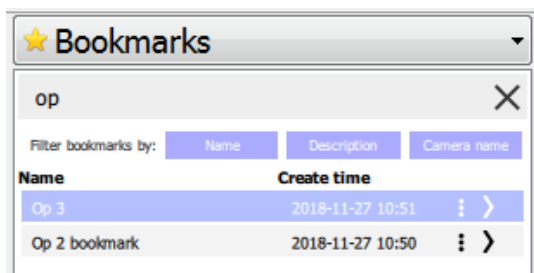 Bookmarks
op
Filter bookmarks by: Name Description Camera name
Name Create time
Op 3 2018-11-27 10:51
Op 2 bookmark 2018-11-27 10:50